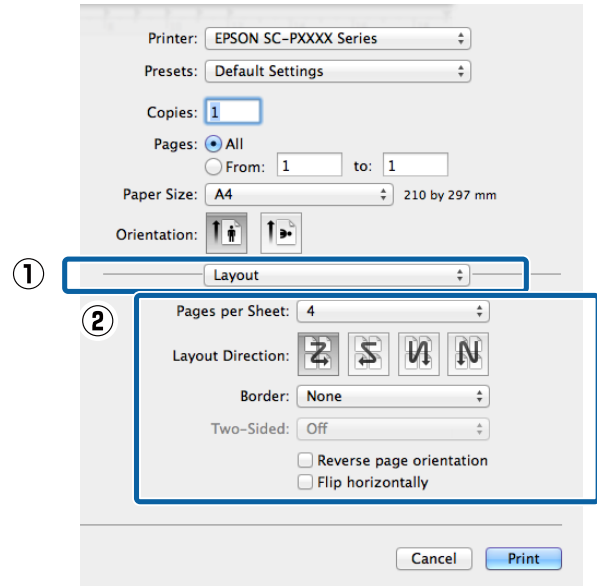 Printer: EPSON SC-PXXXX Series
Presets: Default Settings
Copies: 1
Pages: All
From: 1 to: 1
Paper Size: A4 210 by 297 mm
Orientation:
① Layout
②
Pages per Sheet: 4
Layout Direction:
Border: None
Two-Sided: Off
Reverse page orientation
Flip horizontally
Cancel Print